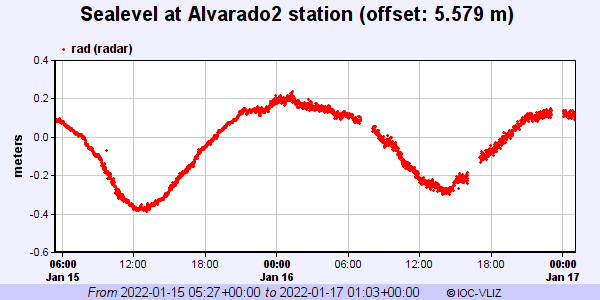 Sealevel at Alvarado2 station (offset: 5.579 m)
rad (radar)
meters
0.4
0.2
0.0
-0.2
-0.4
-0.6
06:00 12:00 18:00 00:00 06:00 12:00 18:00 00:00
Jan 15 Jan 16 Jan 17
From 2022-01-15 05:27+00:00 to 2022-01-17 01:03+00:00 © IOC-VLIZ